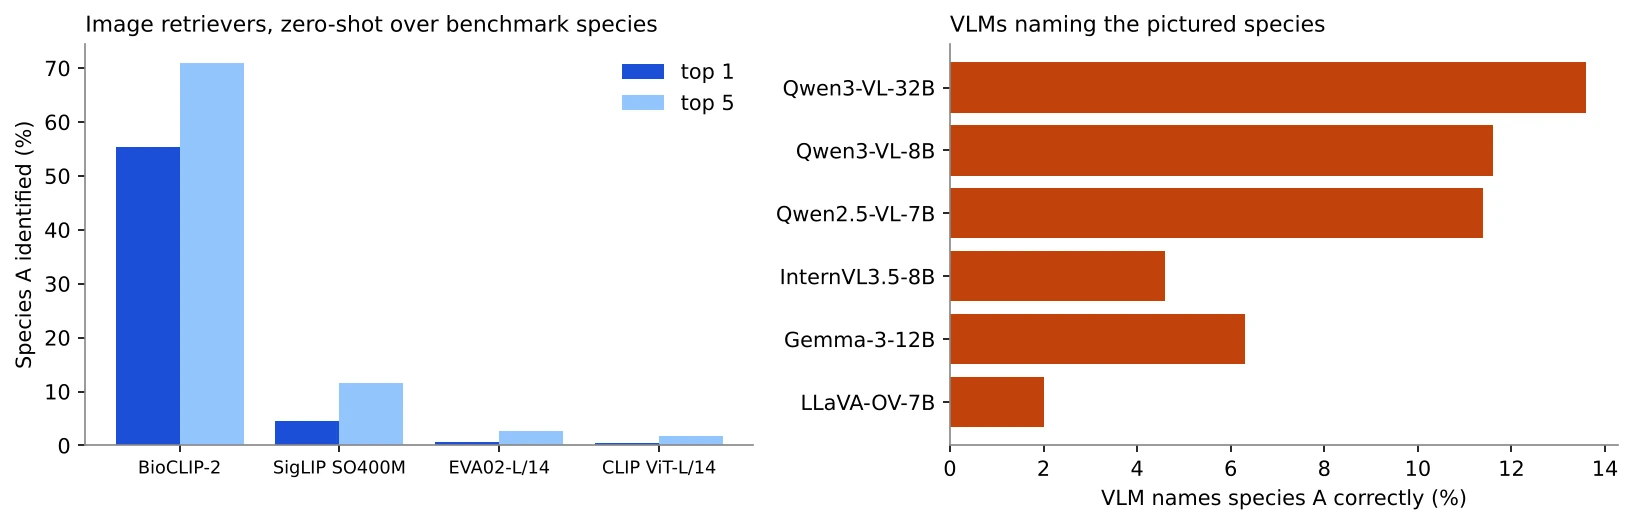 Image retrievers, zero-shot over benchmark species
top 1
top 5
Species A identified (%)
70
60
50
40
30
20
10
0
BioCLIP-2
SigLIP SO400M
EVA02-L/14
CLIP ViT-L/14
VLMs naming the pictured species
Qwen3-VL-32B
Qwen3-VL-8B
Qwen2.5-VL-7B
InternVL3.5-8B
Gemma-3-12B
LLaVA-OV-7B
0 2 4 6 8 10 12 14
VLM names species A correctly (%)